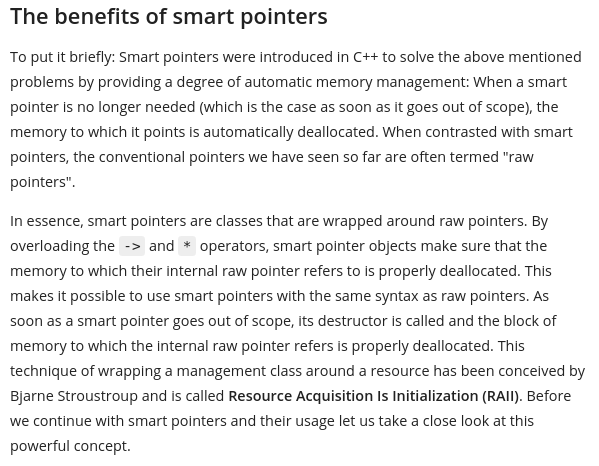 The benefits of smart pointers
To put it briefly: Smart pointers were introduced in C++ to solve the above mentioned
problems by providing a degree of automatic memory management: When a smart
pointer is no longer needed (which is the case as soon as it goes out of scope), the
memory to which it points is automatically deallocated. When contrasted with smart
pointers, the conventional pointers we have seen so far are often termed "raw
pointers".
In essence, smart pointers are classes that are wrapped around raw pointers. By
overloading the -> and * operators, smart pointer objects make sure that the
memory to which their internal raw pointer refers to is properly deallocated. This
makes it possible to use smart pointers with the same syntax as raw pointers. As
soon as a smart pointer goes out of scope, its destructor is called and the block of
memory to which the internal raw pointer refers is properly deallocated. This
technique of wrapping a management class around a resource has been conceived by
Bjarne Stroustroup and is called Resource Acquisition Is Initialization (RAII). Before
we continue with smart pointers and their usage let us take a close look at this
powerful concept.